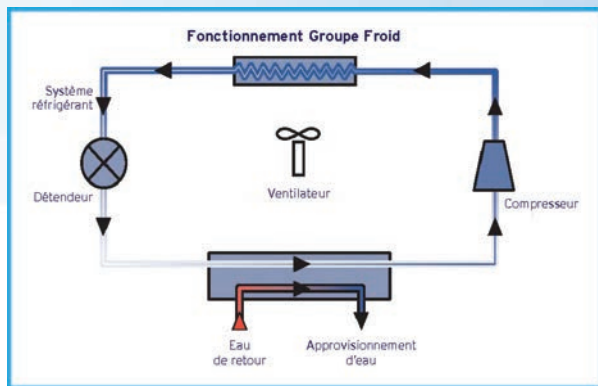 Fonctionnement Groupe Froid
Système
réfrigérant
Détendeur
Ventilateur
Compresseur
Eau
de retour
Approvisionnement
d'eau